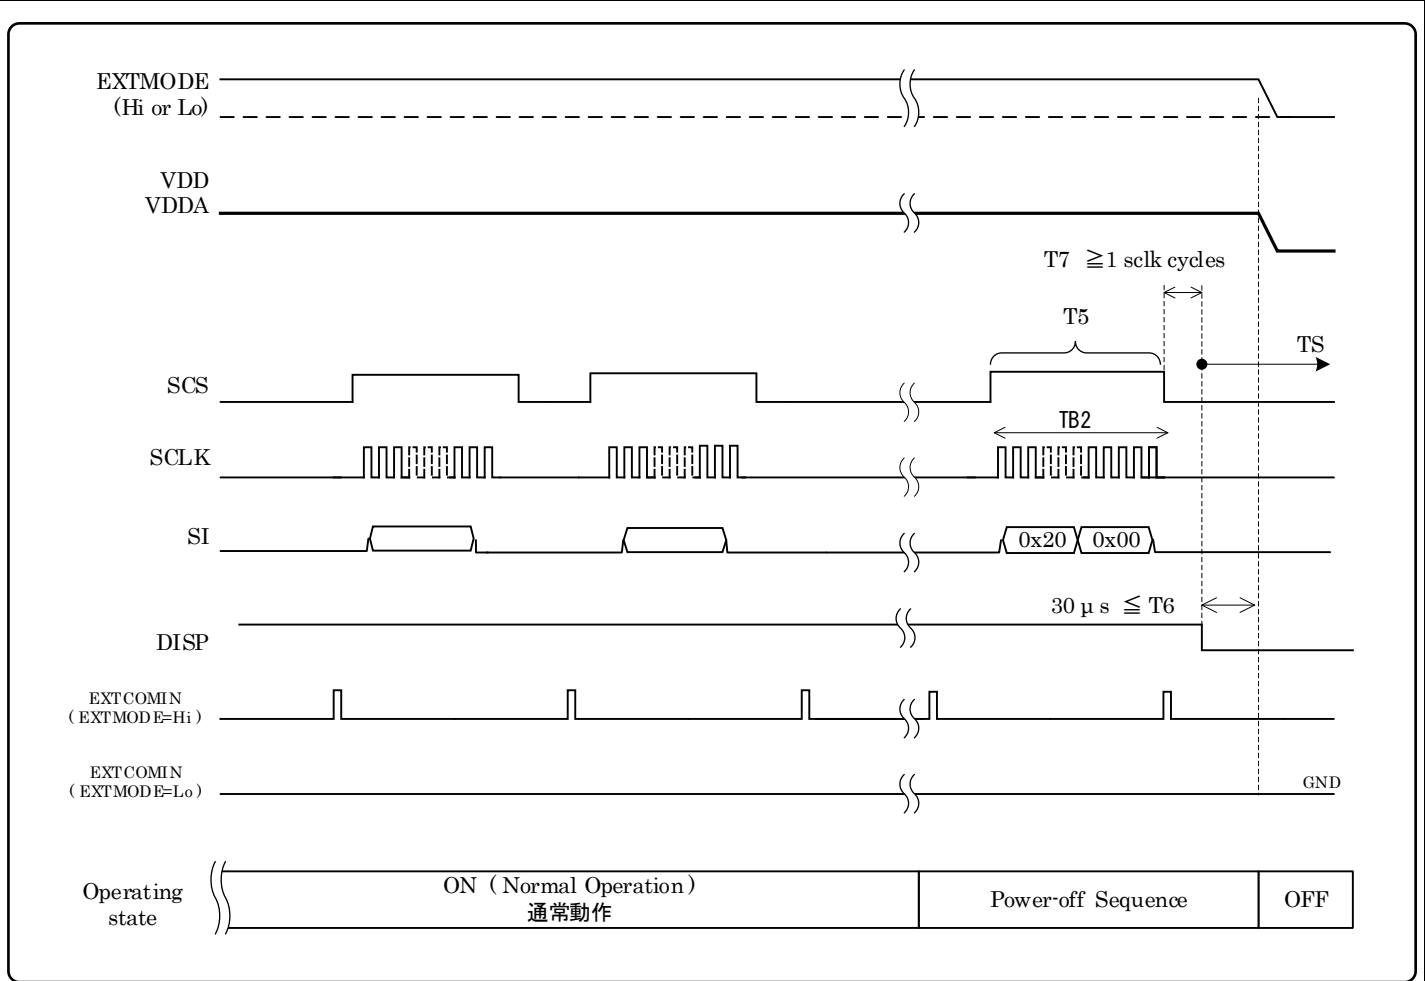 EXTMODE
(Hi or Lo)
VDD
VDDA
T7 ≧1 sclk cycles
T5
TS
SCS
TB2
SCLK
SI
0x20 0x00
30 μs ≦ T6
DISP
EXTCOMIN
(EXTMODE=Hi)
EXTCOMIN
(EXTMODE=Lo)
GND
Operating
state
ON (Normal Operation)
通常動作
Power-off Sequence
OFF